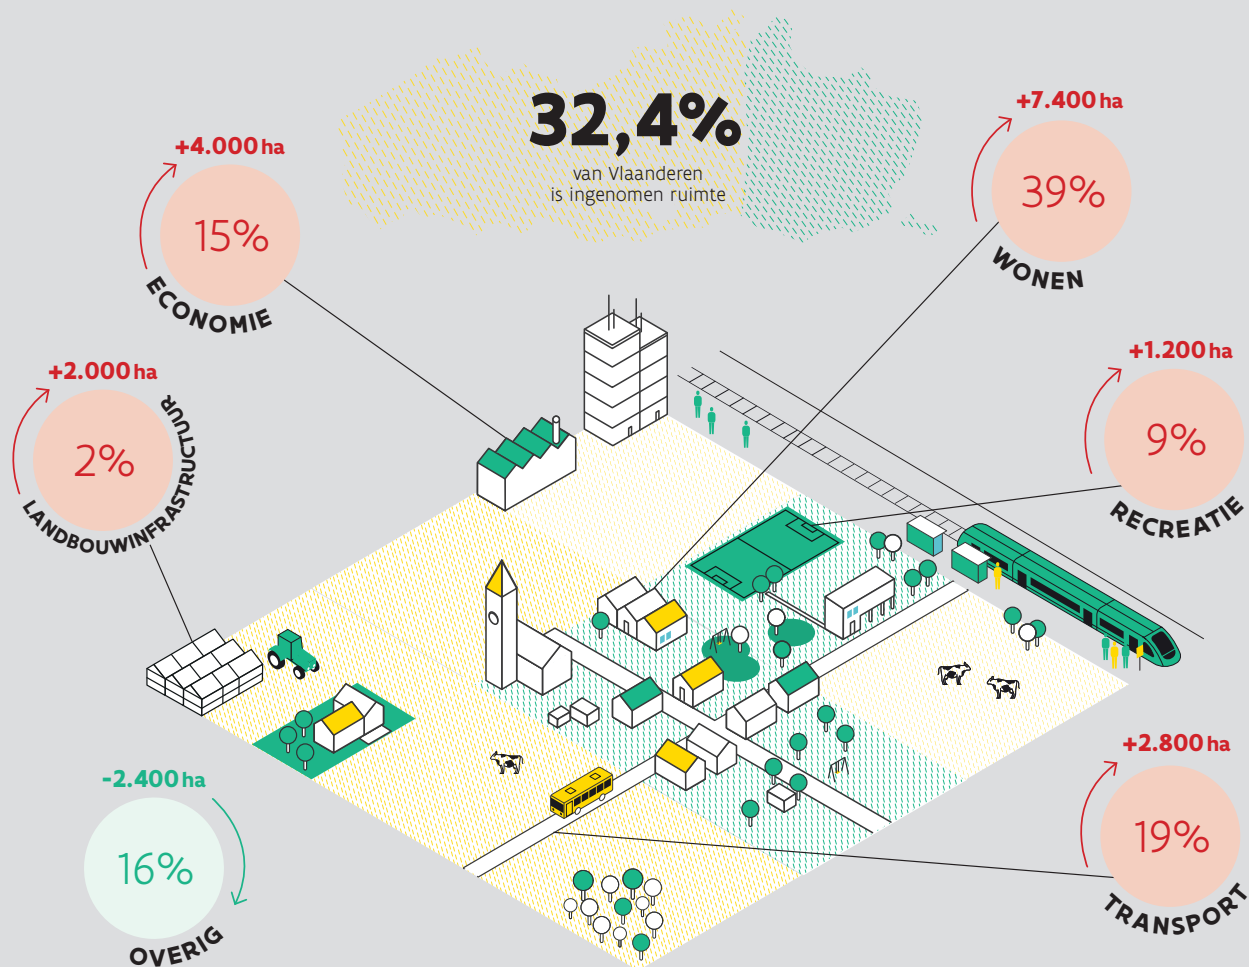 32,4%
van Vlaanderen
is ingenomen ruimte
+4.000 ha
15%
ECONOMIE
+7.400 ha
39%
WONEN
+2.000 ha
2%
LANDBOUWINFRASTRUCTUUR
+1.200 ha
9%
RECREATIE
-2.400 ha
16%
OVERIG
+2.800 ha
19%
TRANSPORT